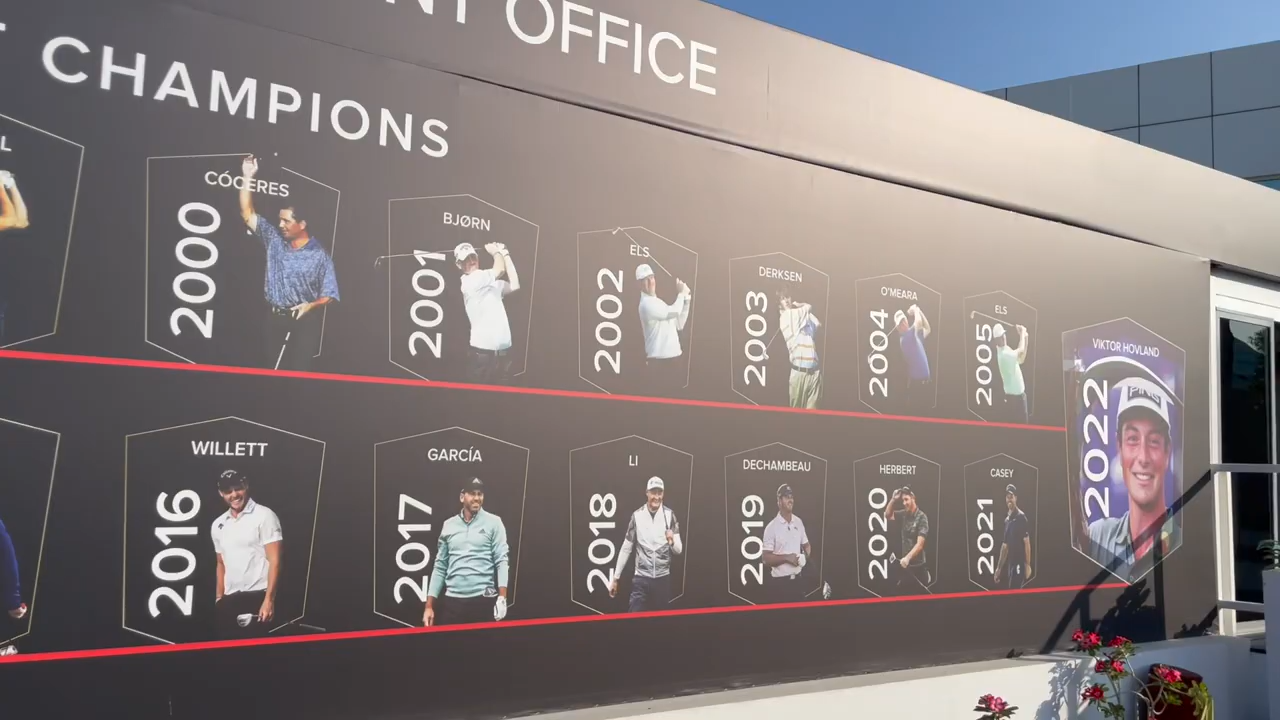 OFFICE
CHAMPIONS
CÓCERES
2000
BJØRN
2001
ELS
2002
DERKSEN
2003
O'MEARA
2004
ELS
2005
VIKTOR HOVLAND
2022
PING
WILLETT
2016
GARCÍA
2017
LI
2018
DECHAMBEAU
2019
HERBERT
2020
CASEY
2021